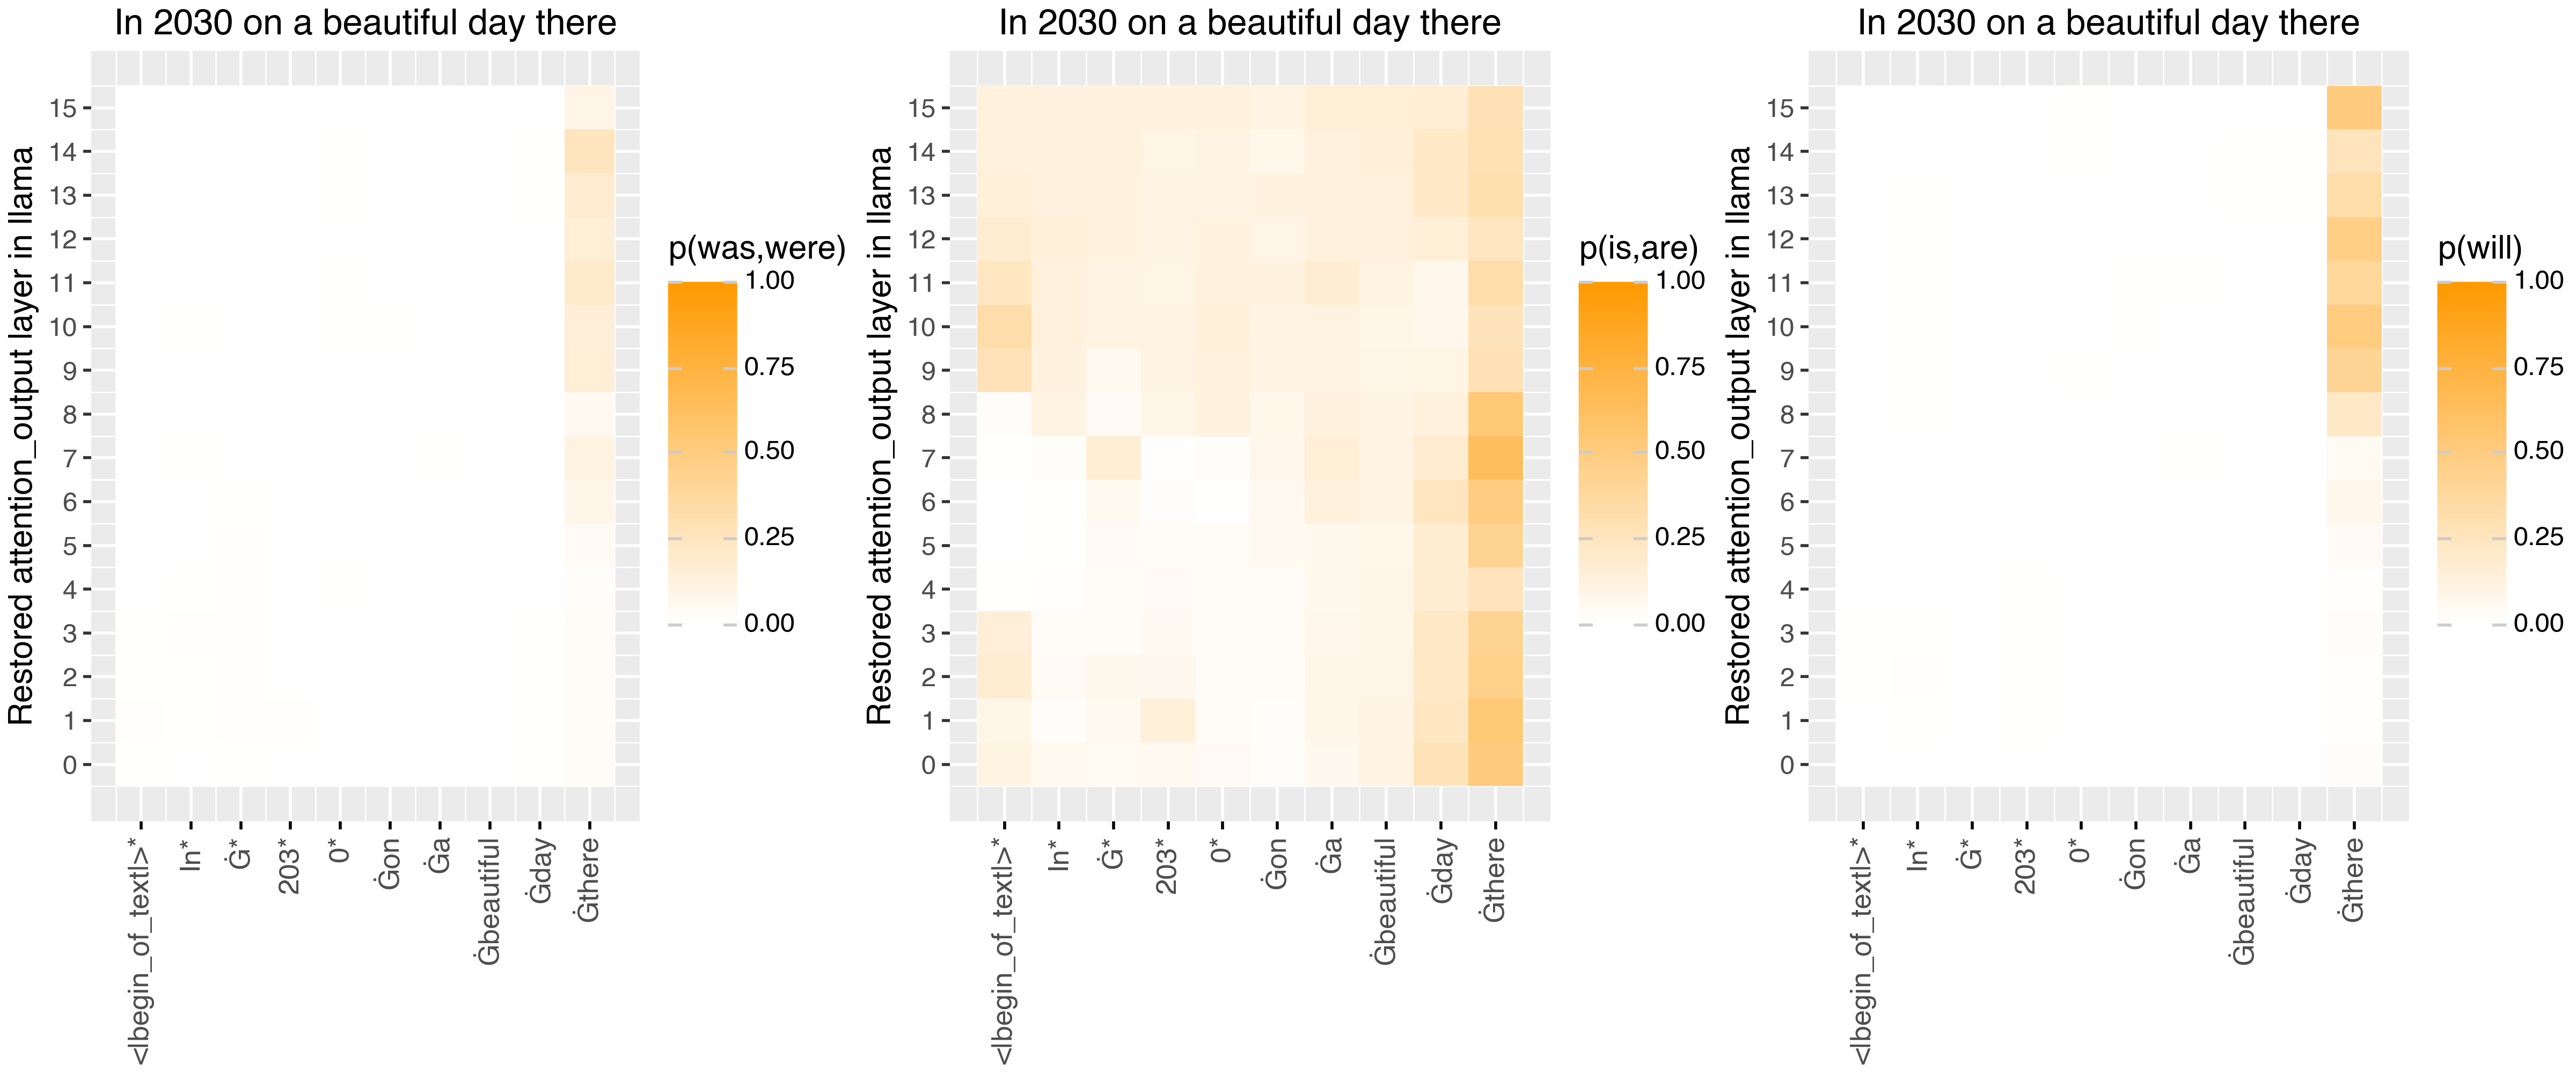 In 2030 on a beautiful day there
Restored attention_output layer in llama
15
14
13
12
11
10
9
8
7
6
5
4
3
2
1
0
<|begin_of_text|>*
In*
Ġ*
203*
0*
Ġon
Ġa
Ġbeautiful
Ġday
Ġthere
p(was,were)
1.00
0.75
0.50
0.25
0.00
In 2030 on a beautiful day there
Restored attention_output layer in llama
15
14
13
12
11
10
9
8
7
6
5
4
3
2
1
0
<|begin_of_text|>*
In*
Ġ*
203*
0*
Ġon
Ġa
Ġbeautiful
Ġday
Ġthere
p(is,are)
1.00
0.75
0.50
0.25
0.00
In 2030 on a beautiful day there
Restored attention_output layer in llama
15
14
13
12
11
10
9
8
7
6
5
4
3
2
1
0
<|begin_of_text|>*
In*
Ġ*
203*
0*
Ġon
Ġa
Ġbeautiful
Ġday
Ġthere
p(will)
1.00
0.75
0.50
0.25
0.00